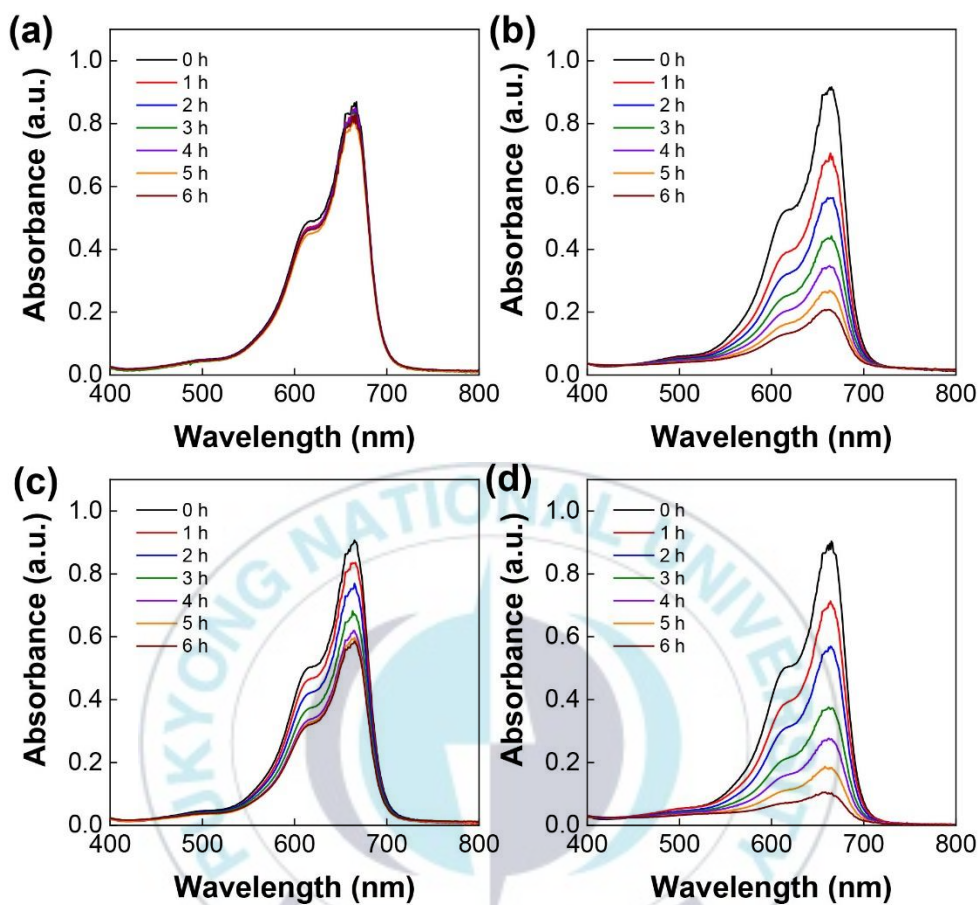 (a)
Absorbance (a.u.)
1.0
0.8
0.6
0.4
0.2
0.0
0 h
1 h
2 h
3 h
4 h
5 h
6 h
400 500 600 700 800
Wavelength (nm)
(b)
Absorbance (a.u.)
1.0
0.8
0.6
0.4
0.2
0.0
0 h
1 h
2 h
3 h
4 h
5 h
6 h
400 500 600 700 800
Wavelength (nm)
(c)
Absorbance (a.u.)
1.0
0.8
0.6
0.4
0.2
0.0
0 h
1 h
2 h
3 h
4 h
5 h
6 h
400 500 600 700 800
Wavelength (nm)
(d)
Absorbance (a.u.)
1.0
0.8
0.6
0.4
0.2
0.0
0 h
1 h
2 h
3 h
4 h
5 h
6 h
400 500 600 700 800
Wavelength (nm)
PUKYONG NATIONAL UNIVERSITY